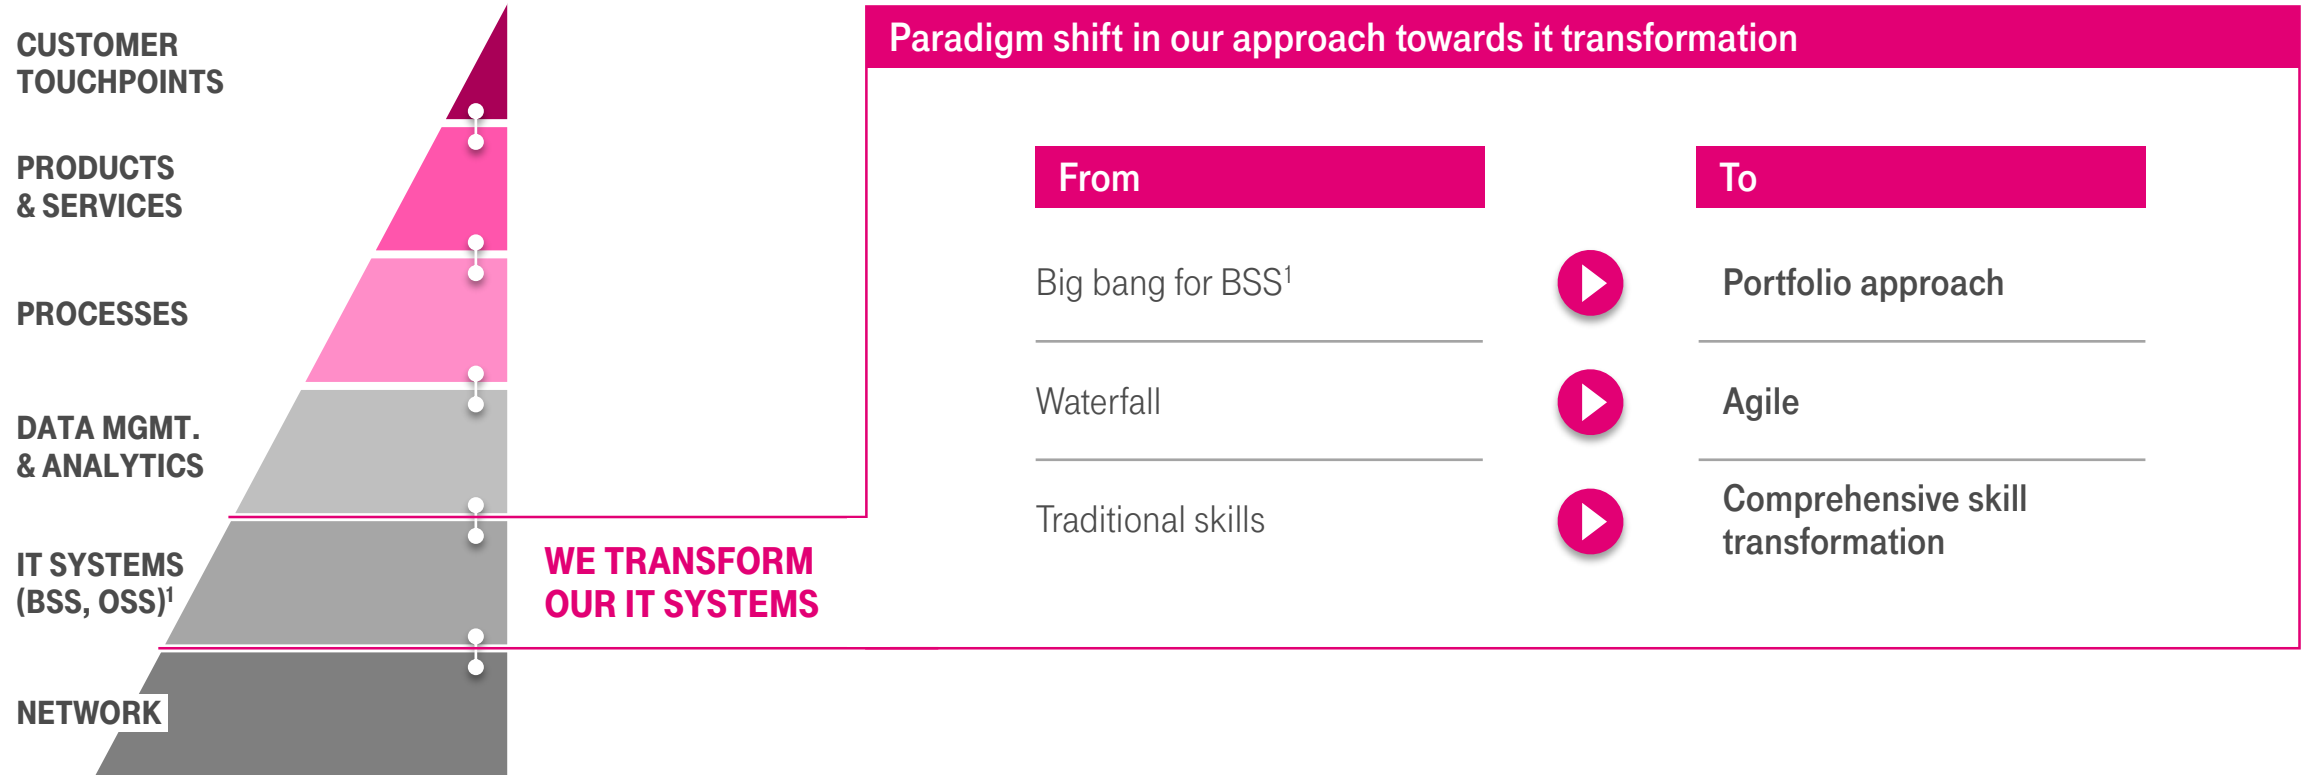 CUSTOMER
TOUCHPOINTS
PRODUCTS
& SERVICES
PROCESSES
DATA MGMT.
& ANALYTICS
IT SYSTEMS
(BSS, OSS)¹
NETWORK
WE TRANSFORM
OUR IT SYSTEMS
Paradigm shift in our approach towards it transformation
From
To
Big bang for BSS¹
Portfolio approach
Waterfall
Agile
Traditional skills
Comprehensive skill
transformation